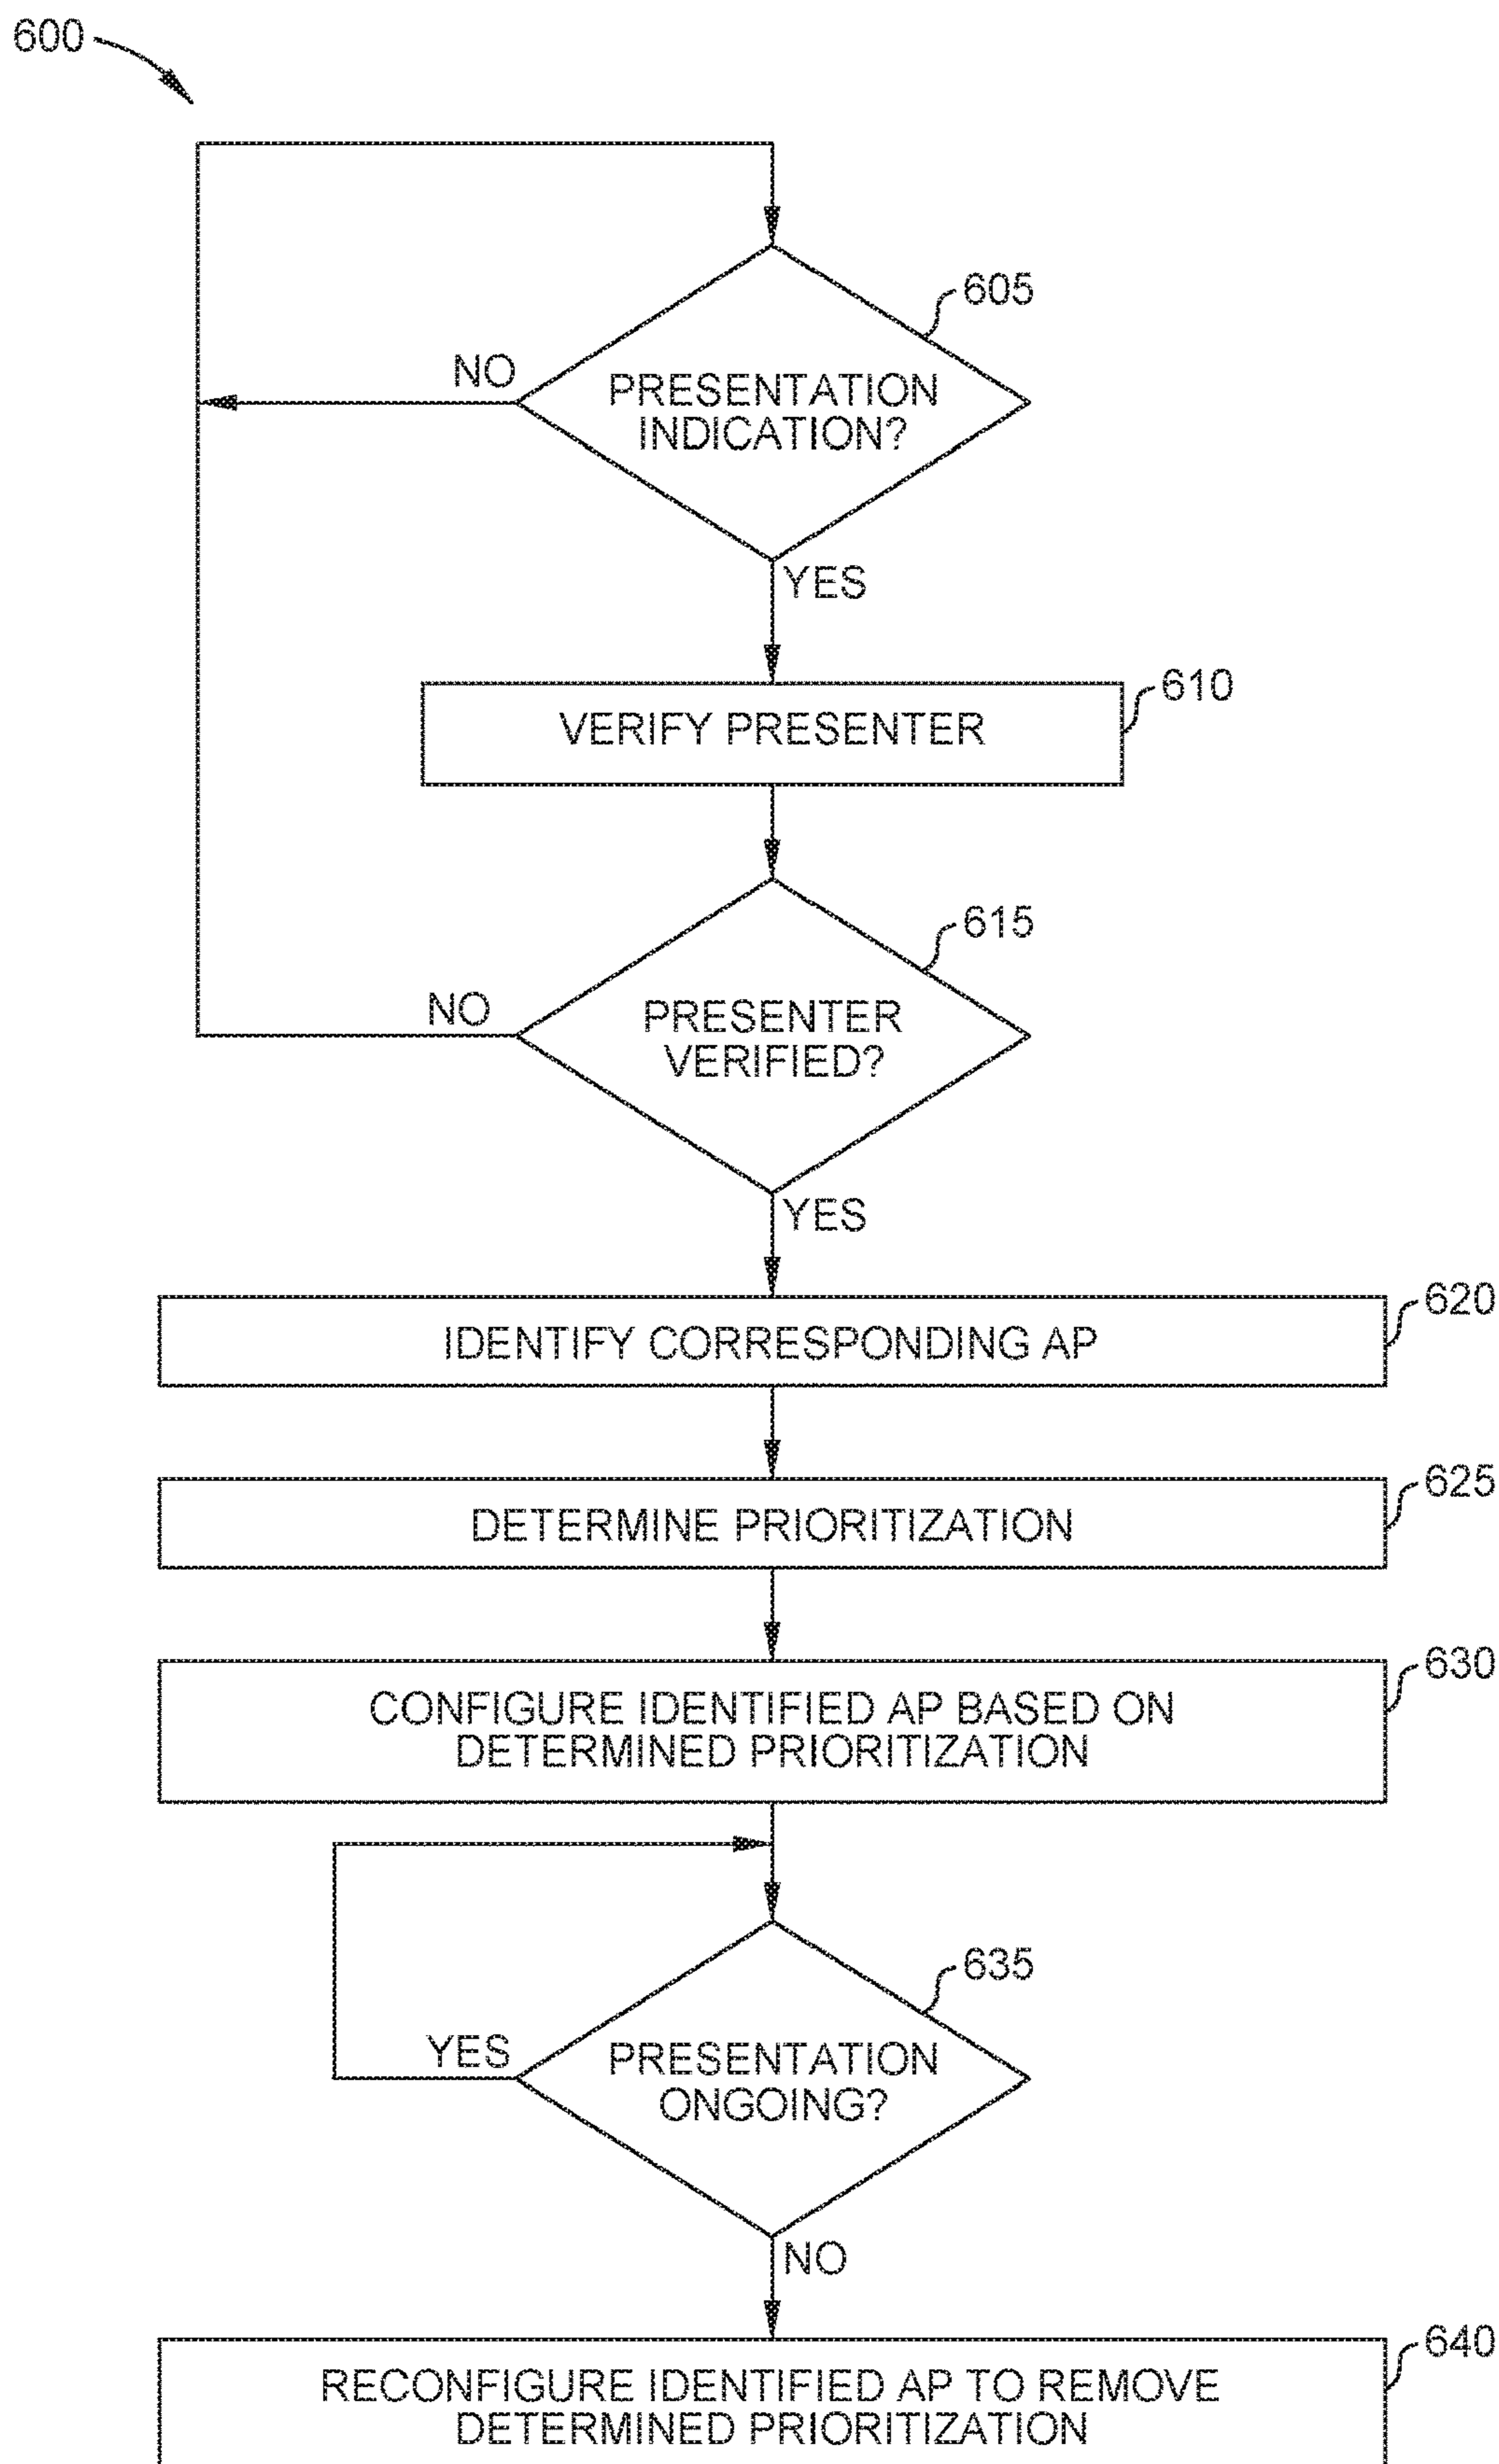 600
605
NO
PRESENTATION
INDICATION?
YES
610
VERIFY PRESENTER
615
NO
PRESENTER
VERIFIED?
YES
620
IDENTIFY CORRESPONDING AP
625
DETERMINE PRIORITIZATION
630
CONFIGURE IDENTIFIED AP BASED ON
DETERMINED PRIORITIZATION
635
YES
PRESENTATION
ONGOING?
NO
640
RECONFIGURE IDENTIFIED AP TO REMOVE
DETERMINED PRIORITIZATION